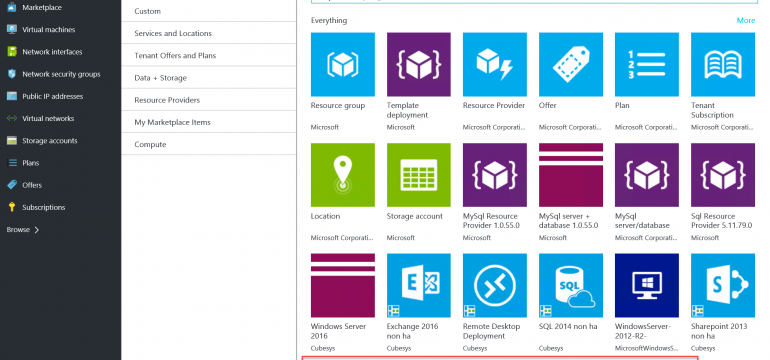 Marketplace
Virtual machines
Network interfaces
Network security groups
Public IP addresses
Virtual networks
Storage accounts
Plans
Offers
Subscriptions
Browse
Custom
Services and Locations
Tenant Offers and Plans
Data + Storage
Resource Providers
My Marketplace Items
Compute
Everything
More
Resource group
Microsoft
Template
deployment
Microsoft
Resource Provider
Microsoft Corporati...
Offer
Microsoft Corporati...
1
2
3
Plan
Microsoft Corporati...
Tenant
Subscription
Microsoft Corporati...
Location
Microsoft Corporati...
Storage account
Microsoft Corporati...
MySql Resource
Provider 1.0.55.0
Microsoft
MySql server +
database 1.0.55.0
Microsoft
MySql
server/database
Microsoft
Sql Resource
Provider 5.11.79.0
Microsoft
Windows Server
2016
Cubesys
E
Exchange 2016
non ha
Cubesys
Remote Desktop
Deployment
Cubesys
SQL
SQL 2014 non ha
Cubesys
WindowsServer-
2012-R2-
MicrosoftWindowsS...
S
Sharepoint 2013
non ha
Cubesys